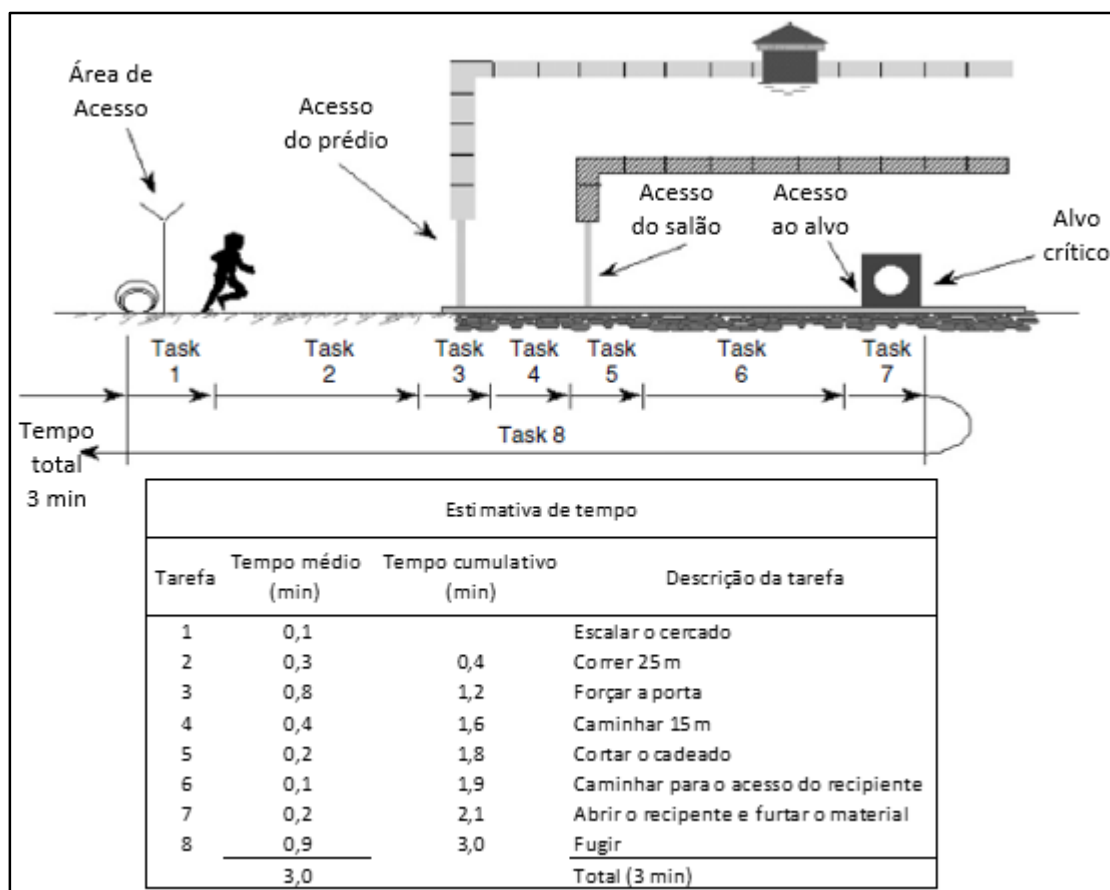 Área de
Acesso
Acesso
do prédio
Acesso
do salão
Acesso
ao alvo
Alvo
crítico
Task
1
Task
2
Task
3
Task
4
Task
5
Task
6
Task
7
Task 8
Tempo
total
3 min
Estimativa de tempo
Tarefa Tempo médio (min) Tempo cumulativo (min) Descrição da tarefa
1 0,1 Escalar o cercado
2 0,3 0,4 Correr 25 m
3 0,8 1,2 Forçar a porta
4 0,4 1,6 Caminhar 15 m
5 0,2 1,8 Cortar o cadeado
6 0,1 1,9 Caminhar para o acesso do recipiente
7 0,2 2,1 Abrir o recipente e furtar o material
8 0,9 3,0 Fugir
3,0 Total (3 min)